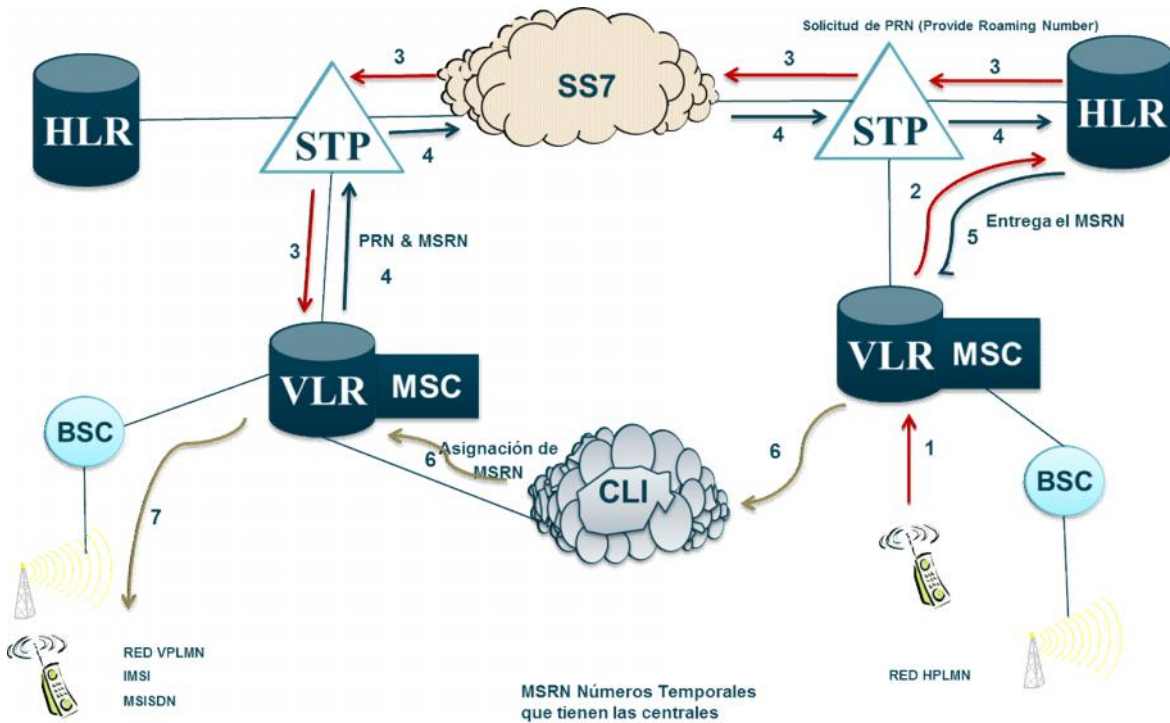 Solicitud de PRN (Provide Roaming Number)
3
3
3
SS7
HLR
STP
STP
HLR
4
4
4
2
3
PRN & MSRN
4
5
Entrega el MSRN
VLR
MSC
VLR
MSC
BSC
6
Asignación de
MSRN
6
1
CLI
BSC
7
RED VPLMN
IMSI
MSISDN
RED HPLMN
MSRN Números Temporales
que tienen las centrales